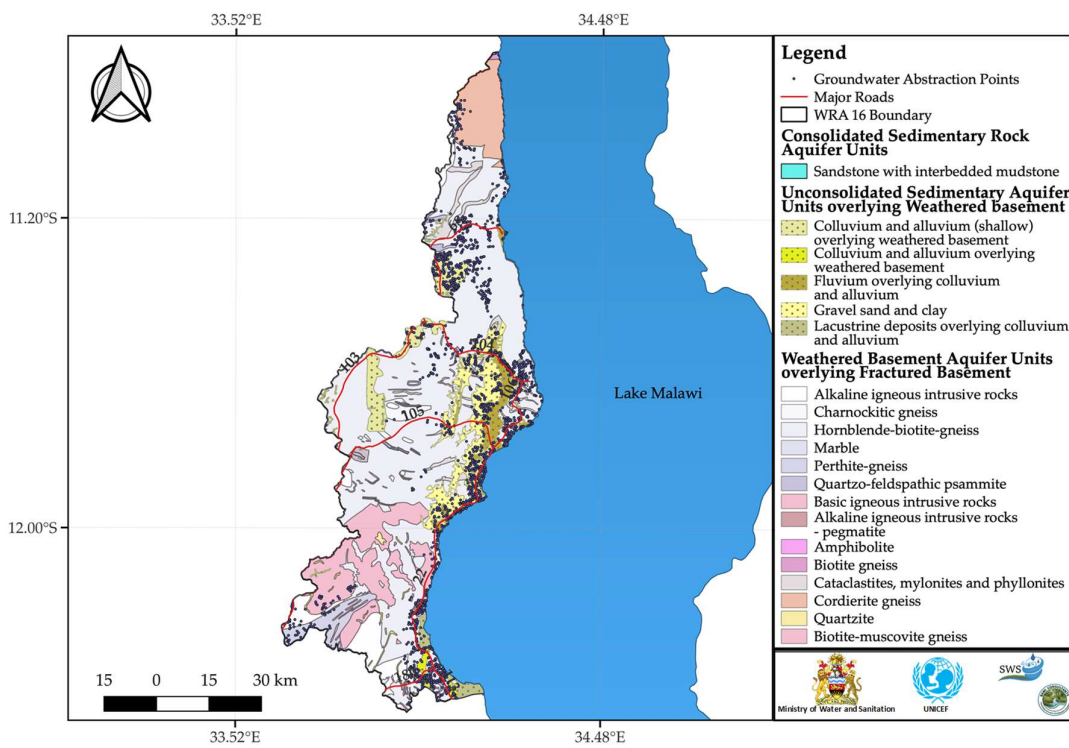 33.52°E
34.48°E
11.20°S
12.00°S
103
101
105
22
Lake Malawi
15 0 15 30 km
33.52°E
34.48°E
Legend
Groundwater Abstraction Points
Major Roads
WRA 16 Boundary
Consolidated Sedimentary Rock
Aquifer Units
Sandstone with interbedded mudstone
Unconsolidated Sedimentary Aquifer
Units overlying Weathered basement
Colluvium and alluvium (shallow)
overlying weathered basement
Colluvium and alluvium overlying
weathered basement
Fluvium overlying colluvium
and alluvium
Gravel sand and clay
Lacustrine deposits overlying colluvium
and alluvium
Weathered Basement Aquifer Units
overlying Fractured Basement
Alkaline igneous intrusive rocks
Charnockitic gneiss
Hornblende-biotite-gneiss
Marble
Perthite-gneiss
Quartzo-feldspathic psammite
Basic igneous intrusive rocks
Alkaline igneous intrusive rocks
- pegmatite
Amphibolite
Biotite gneiss
Cataclastites, mylonites and phyllonites
Cordierite gneiss
Quartzite
Biotite-muscovite gneiss
Ministry of Water and Sanitation
UNICEF
SWS